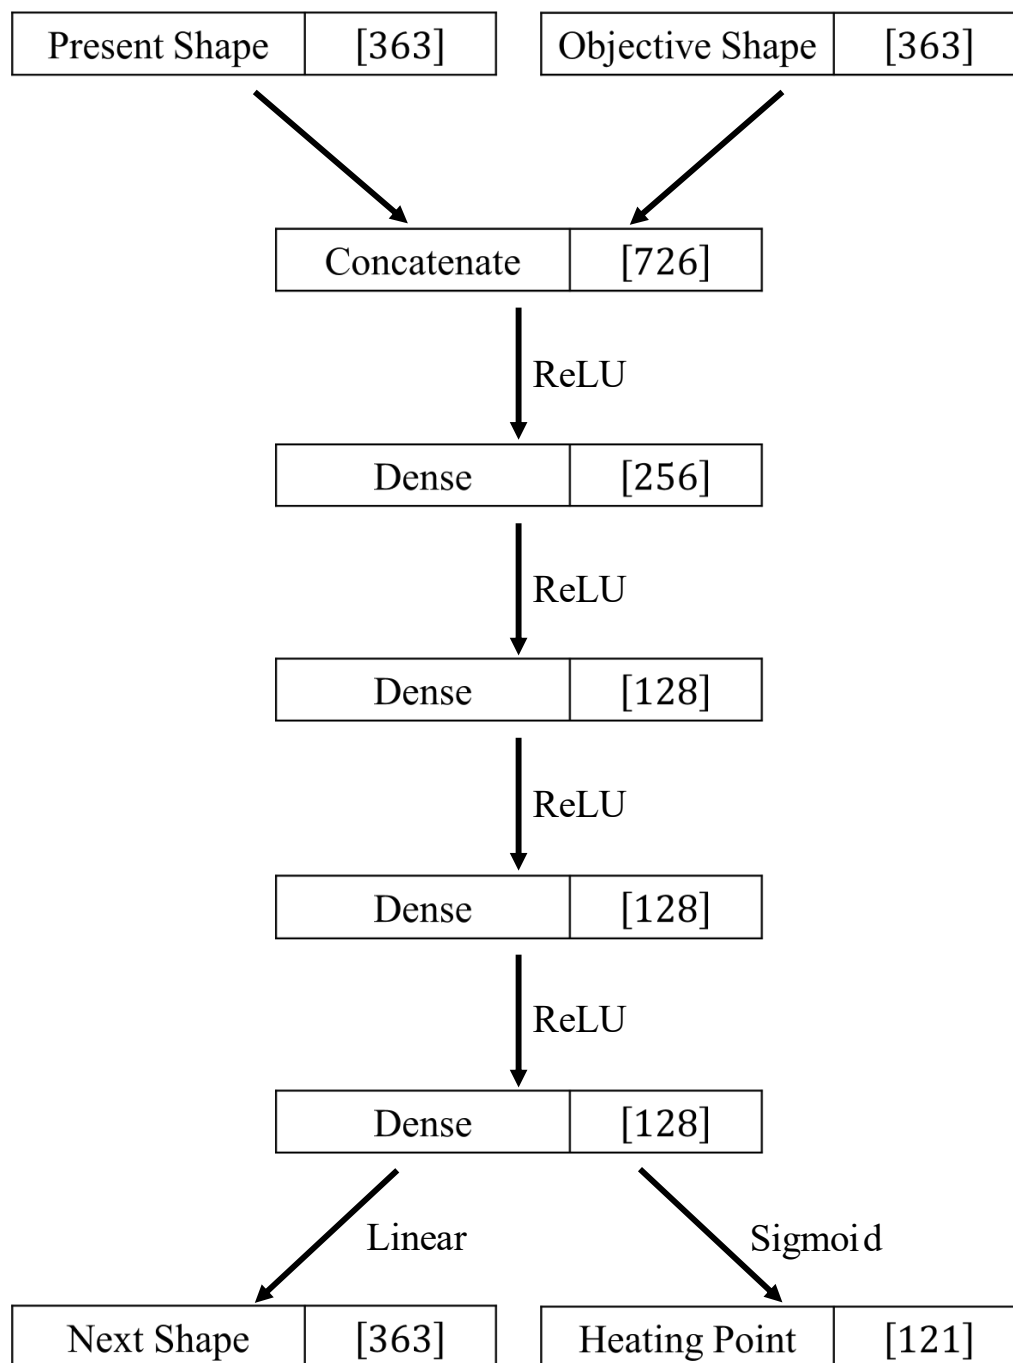 Present Shape [363] Objective Shape [363]
Concatenate [726]
ReLU
Dense [256]
ReLU
Dense [128]
ReLU
Dense [128]
ReLU
Dense [128]
Linear Sigmoid
Next Shape [363] Heating Point [121]